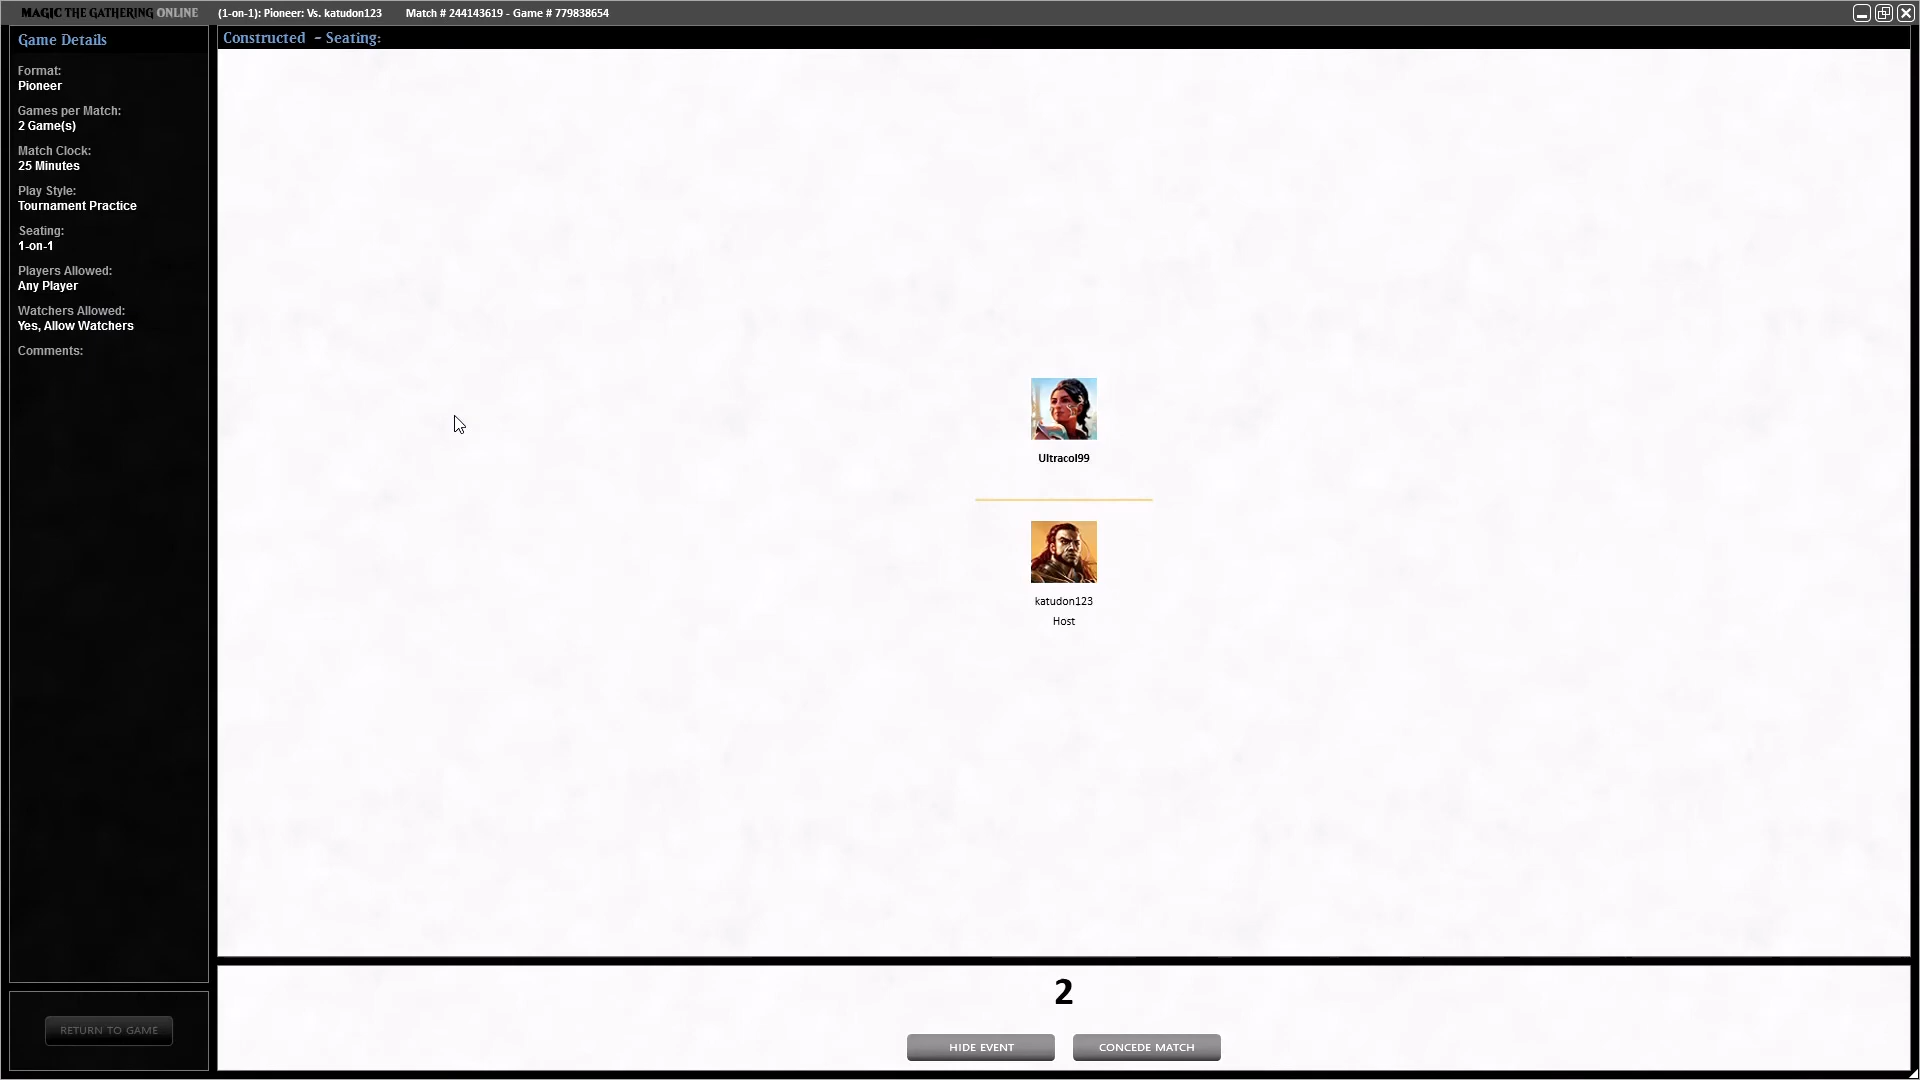 MAGIC THE GATHERING ONLINE (1-on-1): Pioneer: Vs. katudon123 Match # 244143619 - Game # 779838654
Game Details
Format:
Pioneer
Games per Match:
2 Game(s)
Match Clock:
25 Minutes
Play Style:
Tournament Practice
Seating:
1-on-1
Players Allowed:
Any Player
Watchers Allowed:
Yes, Allow Watchers
Comments:
RETURN TO GAME
Constructed - Seating:
Ultracol99
katudon123
Host
2
HIDE EVENT CONCEDE MATCH